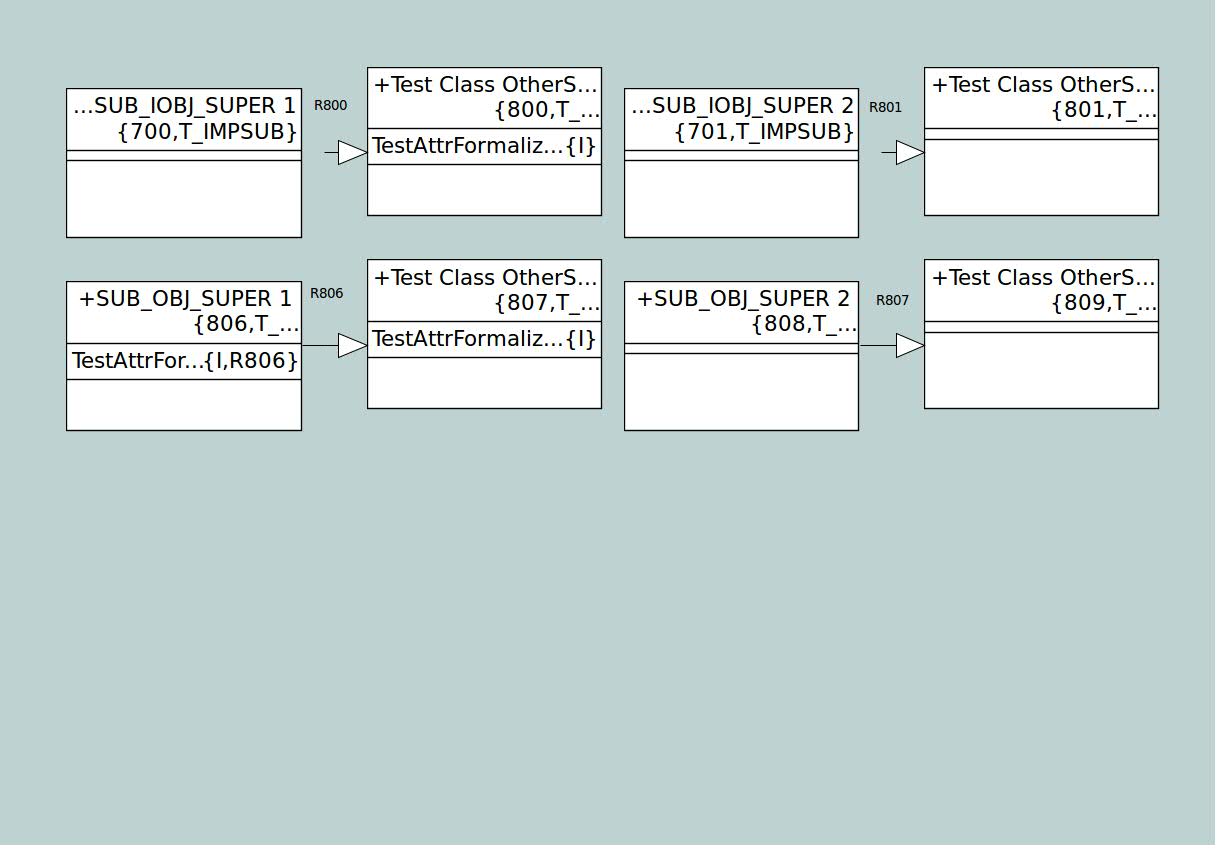 ...SUB_IOBJ_SUPER 1
{700,T_IMPSUB}
R800
+Test Class OtherS...
{800,T_...
TestAttrFormaliz...{I}
...SUB_IOBJ_SUPER 2
{701,T_IMPSUB}
R801
+Test Class OtherS...
{801,T_...
+SUB_OBJ_SUPER 1
{806,T_...
TestAttrFor...{I,R806}
R806
+Test Class OtherS...
{807,T_...
TestAttrFormaliz...{I}
+SUB_OBJ_SUPER 2
{808,T_...
R807
+Test Class OtherS...
{809,T_...